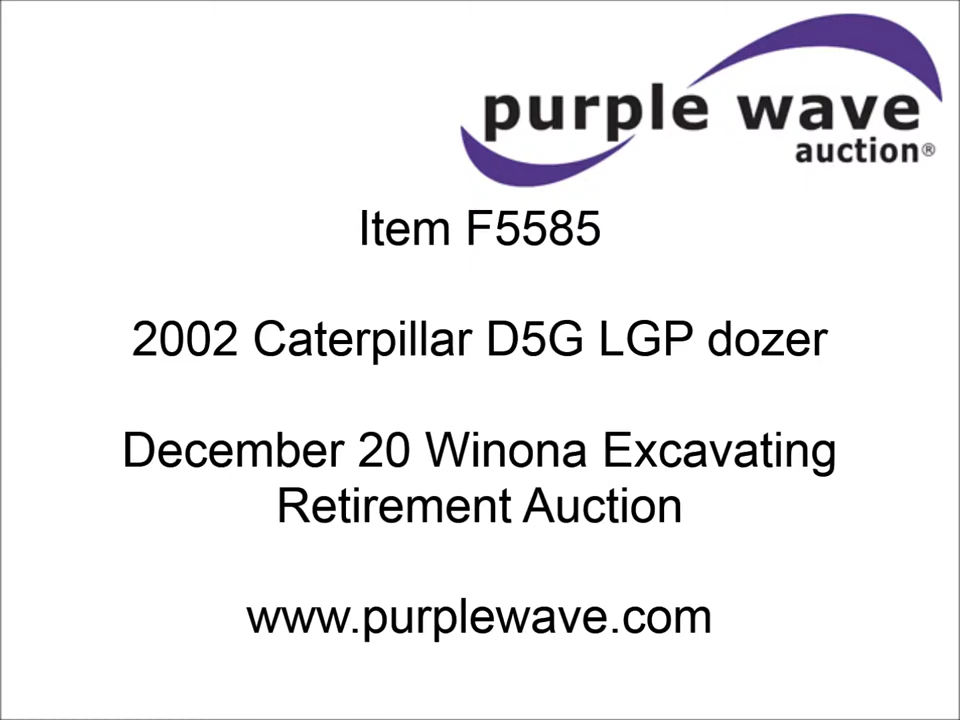 purple wave
auction®
Item F5585
2002 Caterpillar D5G LGP dozer
December 20 Winona Excavating
Retirement Auction
www.purplewave.com